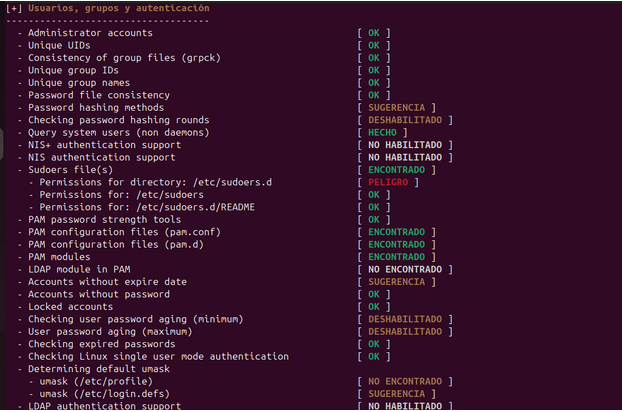 [+] Usuarios, grupos y autenticación
------------------------------------
- Administrator accounts [ OK ]
- Unique UIDs [ OK ]
- Consistency of group files (grpck) [ OK ]
- Unique group IDs [ OK ]
- Unique group names [ OK ]
- Password file consistency [ OK ]
- Password hashing methods [ SUGERENCIA ]
- Checking password hashing rounds [ DESHABILITADO ]
- Query system users (non daemons) [ HECHO ]
- NIS+ authentication support [ NO HABILITADO ]
- NIS authentication support [ NO HABILITADO ]
- Sudoers file(s) [ ENCONTRADO ]
- Permissions for directory: /etc/sudoers.d [ PELIGRO ]
- Permissions for: /etc/sudoers [ OK ]
- Permissions for: /etc/sudoers.d/README [ OK ]
- PAM password strength tools [ OK ]
- PAM configuration files (pam.conf) [ ENCONTRADO ]
- PAM configuration files (pam.d) [ ENCONTRADO ]
- PAM modules [ ENCONTRADO ]
- LDAP module in PAM [ NO ENCONTRADO ]
- Accounts without expire date [ SUGERENCIA ]
- Accounts without password [ OK ]
- Locked accounts [ OK ]
- Checking user password aging (minimum) [ DESHABILITADO ]
- User password aging (maximum) [ DESHABILITADO ]
- Checking expired passwords [ OK ]
- Checking Linux single user mode authentication [ OK ]
- Determining default umask
- umask (/etc/profile) [ NO ENCONTRADO ]
- umask (/etc/login.defs) [ SUGERENCIA ]
- LDAP authentication support [ NO HABILITADO ]